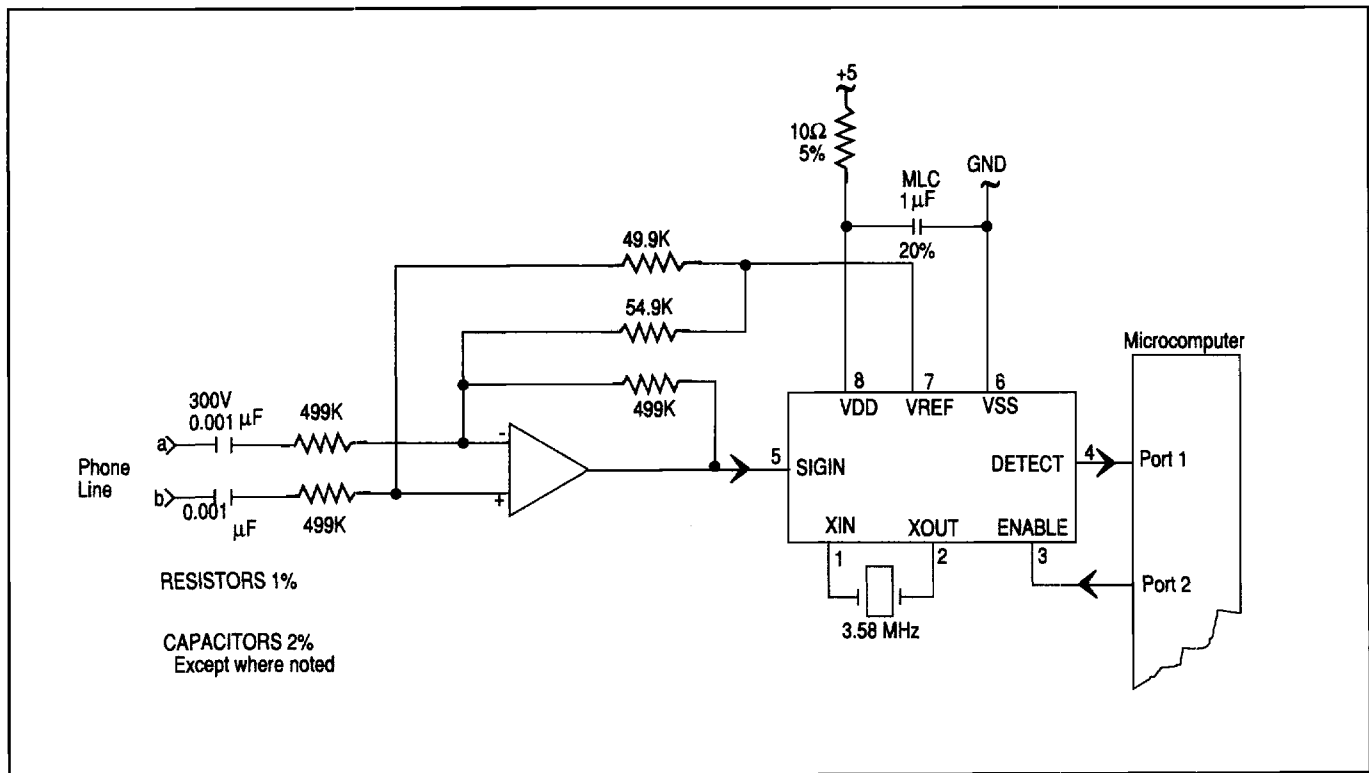 +5
10Ω
5%
GND
MLC
1 µF
20%
49.9K
54.9K
Microcomputer
8
7
6
VDD
VREF
VSS
300V
0.001 µF
499K
499K
a
-
Phone
Line
5
SIGIN
DETECT
4
Port 1
b
+
0.001
µF
499K
XIN
XOUT
ENABLE
1
2
3
Port 2
RESISTORS 1%
3.58 MHz
CAPACITORS 2%
Except where noted